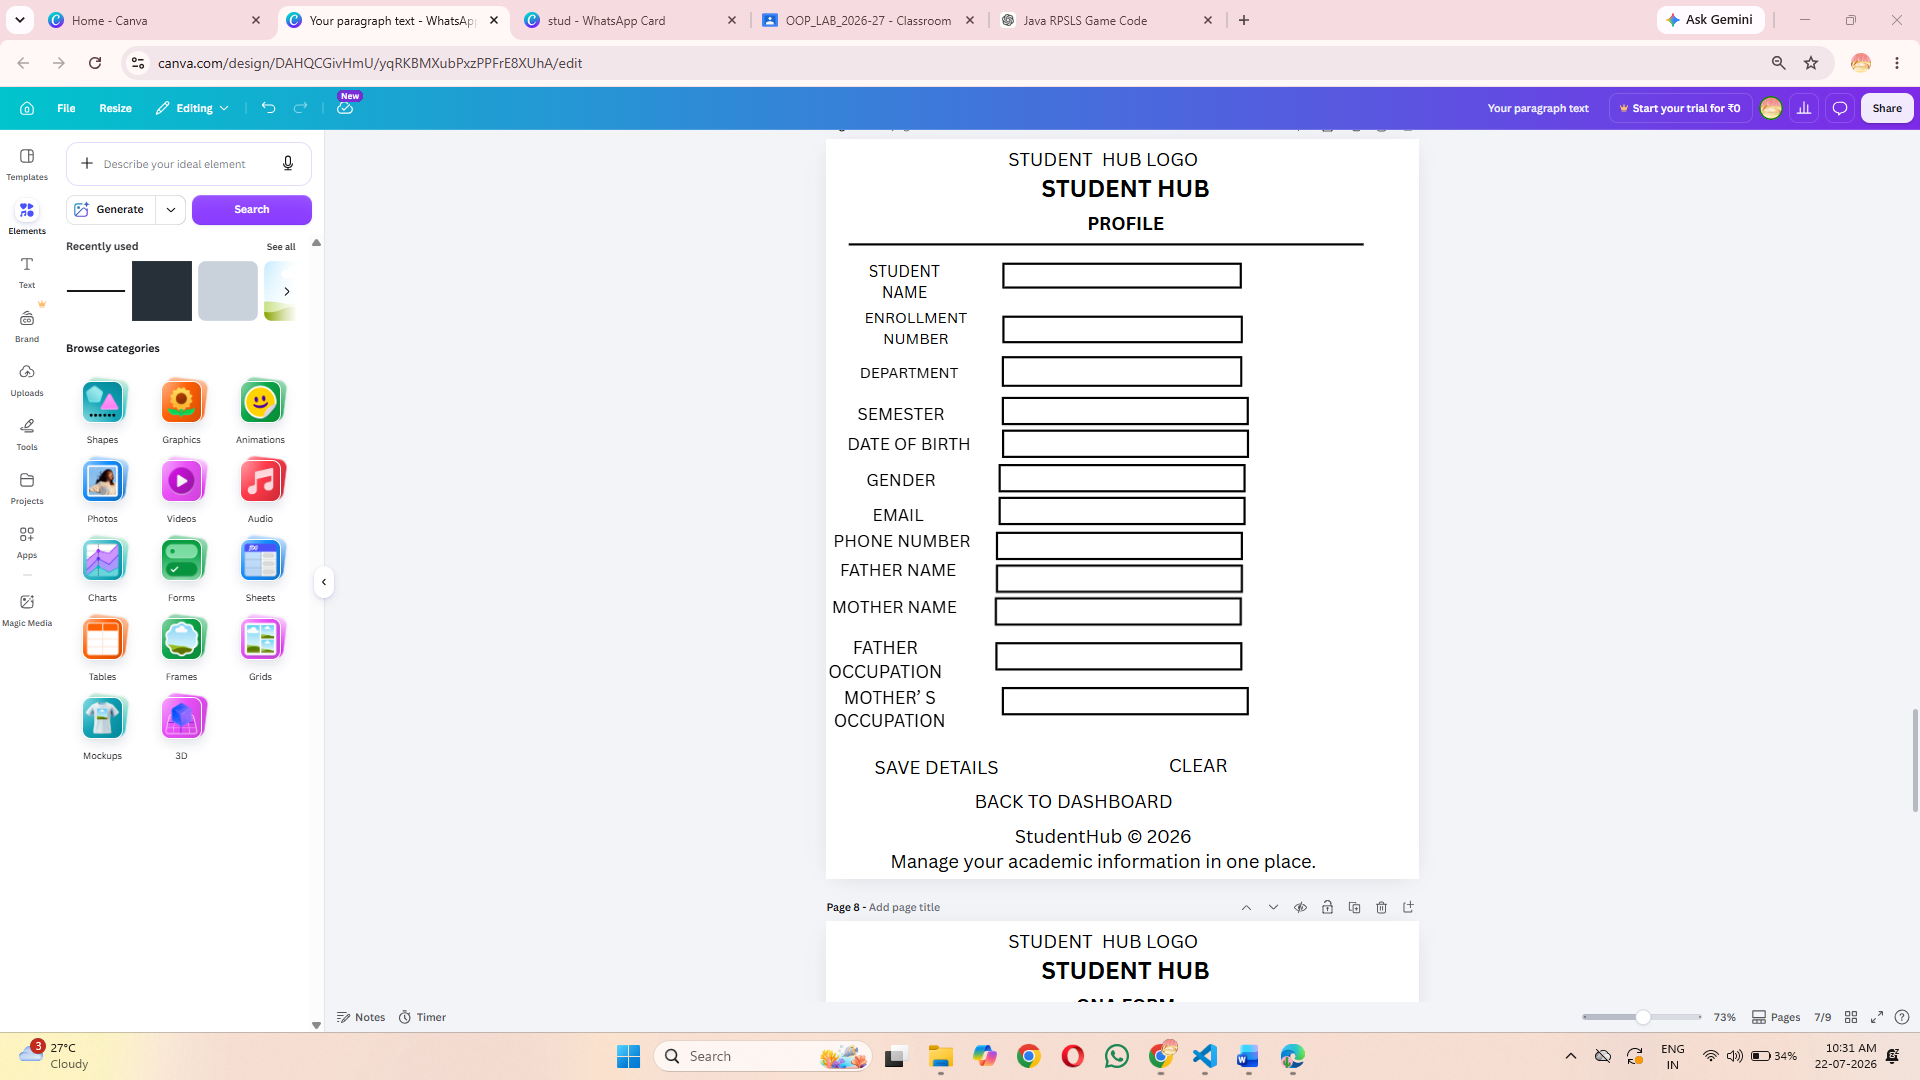 Home - Canva
Your paragraph text - WhatsApp
stud - WhatsApp Card
OOP_LAB_2026-27 - Classroom
Java RPSLS Game Code
Ask Gemini
canva.com/design/DAHQCGivHmU/yqRKBMXubPxzPPFrE8XUhA/edit
File
Resize
Editing
New
Your paragraph text
Start your trial for ₹0
Share
Templates
Elements
Text
Brand
Uploads
Tools
Projects
Apps
Magic Media
Describe your ideal element
Generate
Search
Recently used
See all
Browse categories
Shapes
Graphics
Animations
Photos
Videos
Audio
Charts
Forms
Sheets
Tables
Frames
Grids
Mockups
3D
STUDENT HUB LOGO
STUDENT HUB
PROFILE
STUDENT
NAME
ENROLLMENT
NUMBER
DEPARTMENT
SEMESTER
DATE OF BIRTH
GENDER
EMAIL
PHONE NUMBER
FATHER NAME
MOTHER NAME
FATHER
OCCUPATION
MOTHER’ S
OCCUPATION
SAVE DETAILS
CLEAR
BACK TO DASHBOARD
StudentHub © 2026
Manage your academic information in one place.
Page 8 - Add page title
STUDENT HUB LOGO
STUDENT HUB
Notes
Timer
73%
Pages
7/9
3
27°C
Cloudy
Search
ENG
IN
34%
10:31 AM
22-07-2026